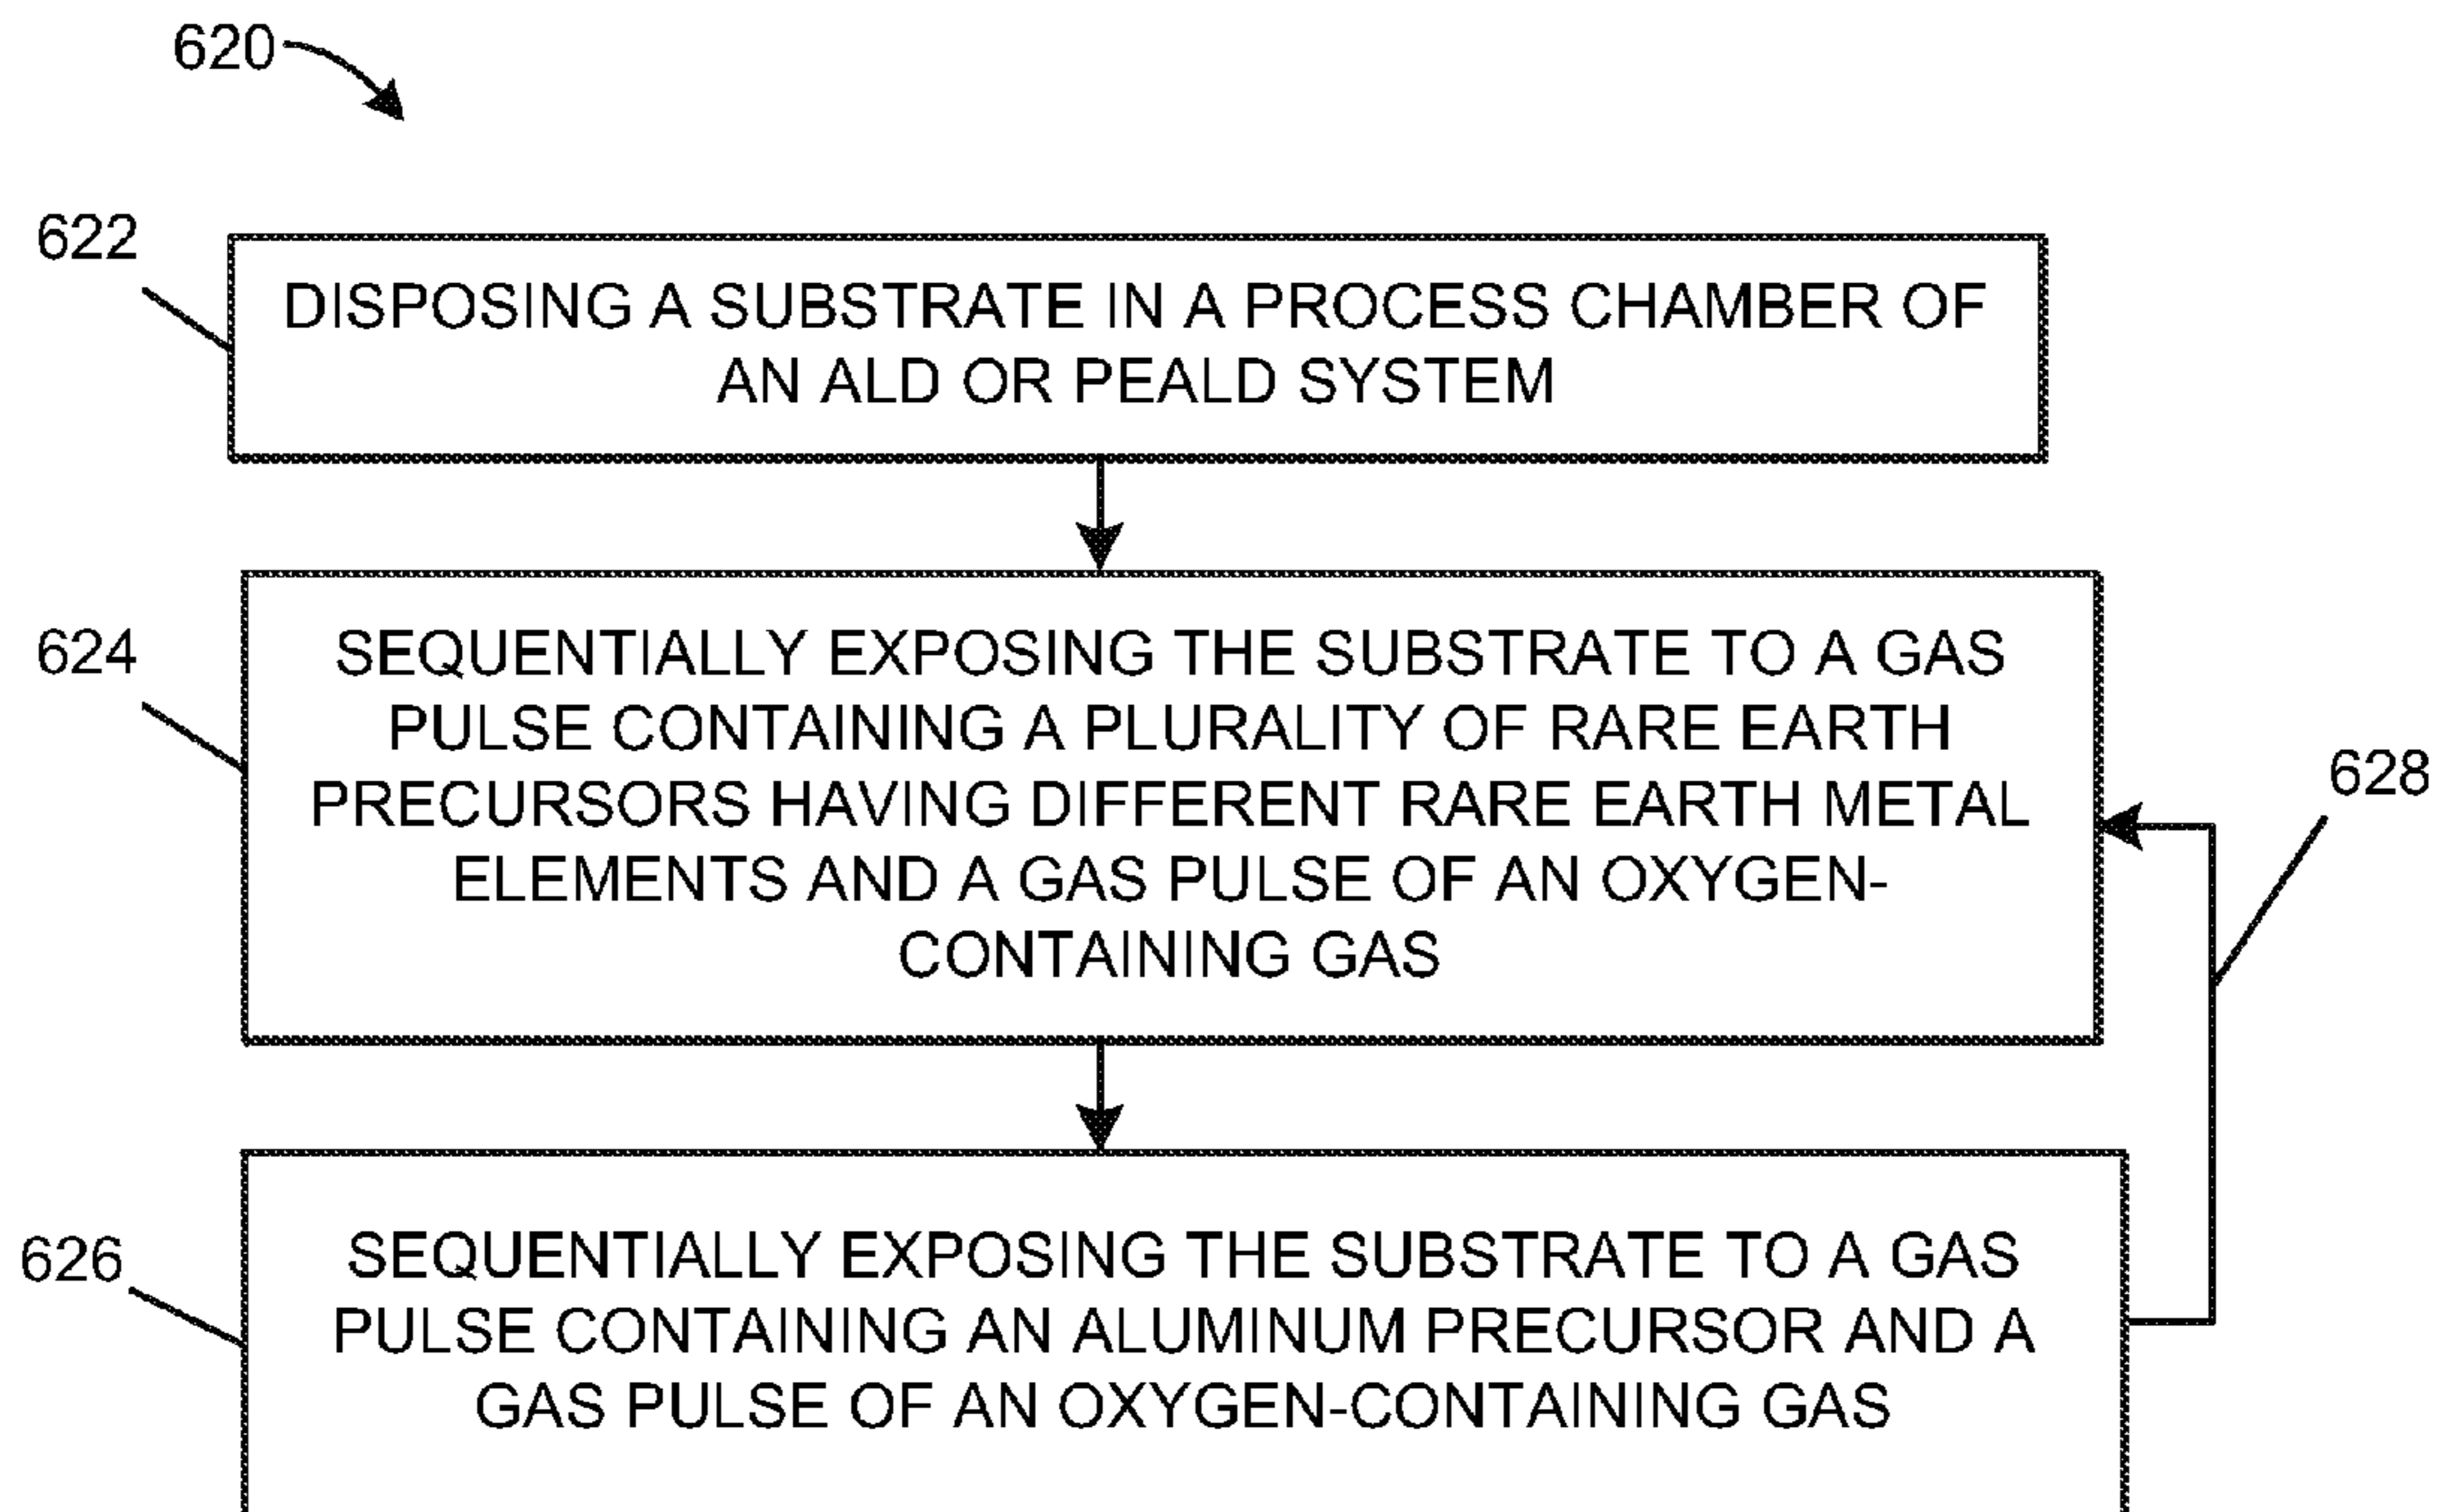 620
622
DISPOSING A SUBSTRATE IN A PROCESS CHAMBER OF
AN ALD OR PEALD SYSTEM
624
SEQUENTIALLY EXPOSING THE SUBSTRATE TO A GAS
PULSE CONTAINING A PLURALITY OF RARE EARTH
PRECURSORS HAVING DIFFERENT RARE EARTH METAL
ELEMENTS AND A GAS PULSE OF AN OXYGEN-
CONTAINING GAS
628
626
SEQUENTIALLY EXPOSING THE SUBSTRATE TO A GAS
PULSE CONTAINING AN ALUMINUM PRECURSOR AND A
GAS PULSE OF AN OXYGEN-CONTAINING GAS